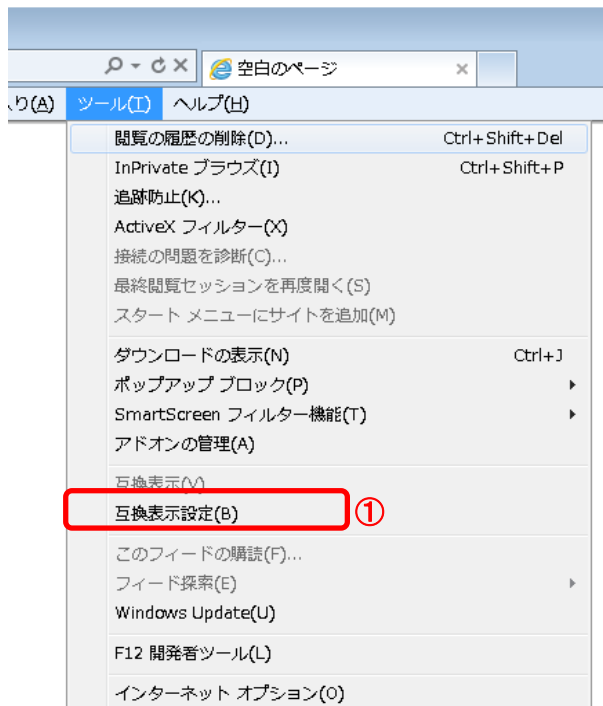 空白のページ
入り(A) ツール(T) ヘルプ(H)
閲覧の履歴の削除(D)... Ctrl+Shift+Del
InPrivate ブラウズ(I) Ctrl+Shift+P
追跡防止(K)...
ActiveX フィルター(X)
接続の問題を診断(C)...
最終閲覧セッションを再度開く(S)
スタート メニューにサイトを追加(M)
ダウンロードの表示(N) Ctrl+J
ポップアップ ブロック(P)
SmartScreen フィルター機能(T)
アドオンの管理(A)
互換表示(V)
互換表示設定(B) ①
このフィードの購読(F)...
フィード探索(E)
Windows Update(U)
F12 開発者ツール(L)
インターネット オプション(O)